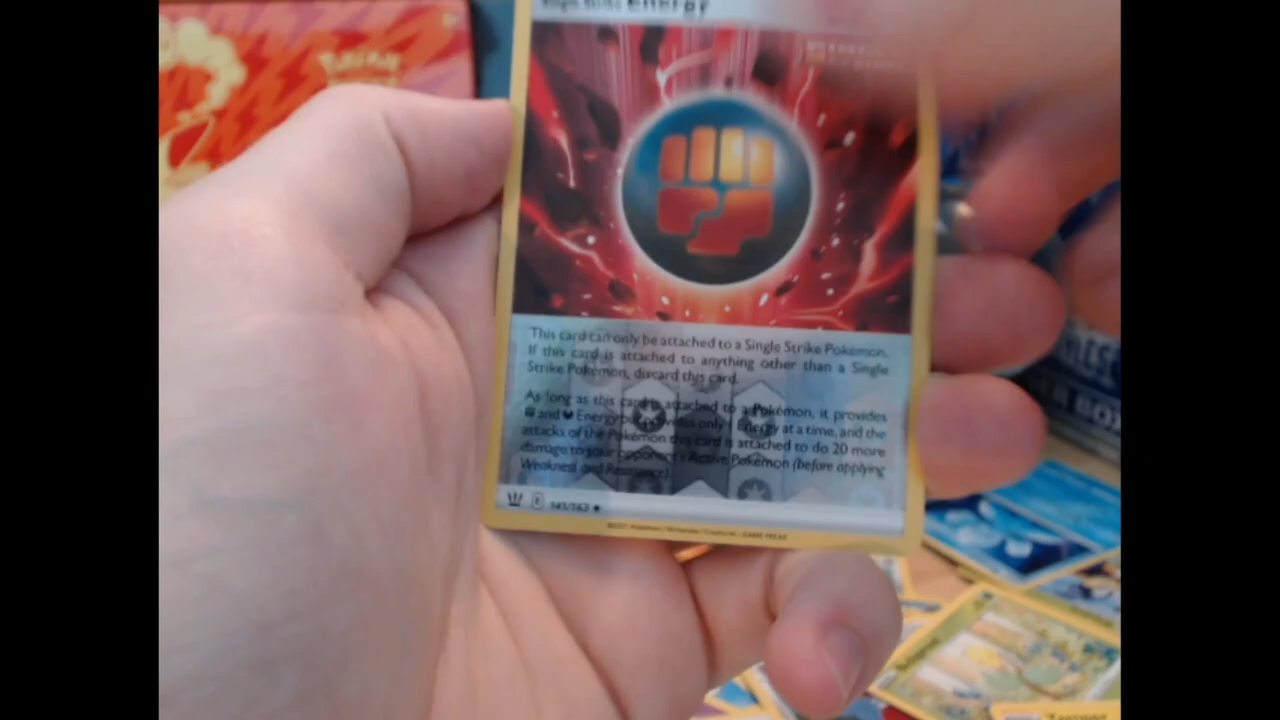 Single Strike Energy
This card can only be attached to a Single Strike Pokémon.
If this card is attached to anything other than a Single
Strike Pokémon, discard this card.
As long as this card is attached to a Pokémon, it provides
and Energy but provides only 1 Energy at a time, and the
attacks of the Pokémon this card is attached to do 20 more
damage to your opponent's Active Pokémon (before applying
Weakness and Resistance).
E 141/163
©2021 Pokémon / Nintendo / Creatures / GAME FREAK